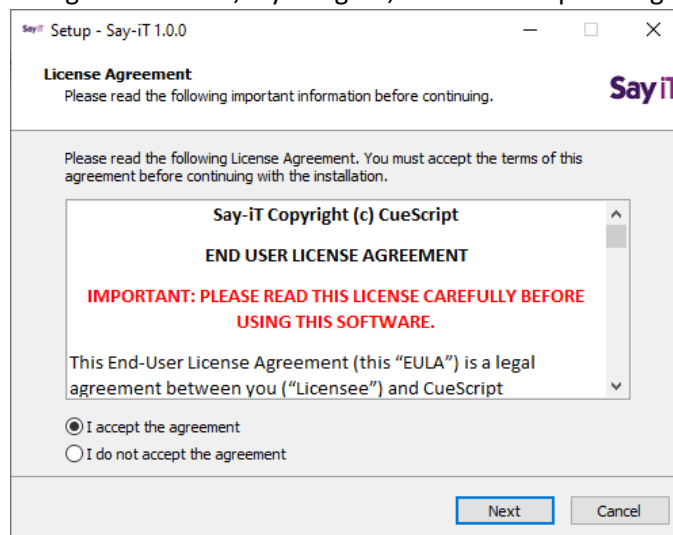 Setup - Say-iT 1.0.0
License Agreement
Please read the following important information before continuing.
Say iT
Please read the following License Agreement. You must accept the terms of this
agreement before continuing with the installation.
Say-iT Copyright (c) CueScript
END USER LICENSE AGREEMENT
IMPORTANT: PLEASE READ THIS LICENSE CAREFULLY BEFORE
USING THIS SOFTWARE.
This End-User License Agreement (this “EULA”) is a legal
agreement between you (“Licensee”) and CueScript
I accept the agreement
I do not accept the agreement
Next
Cancel